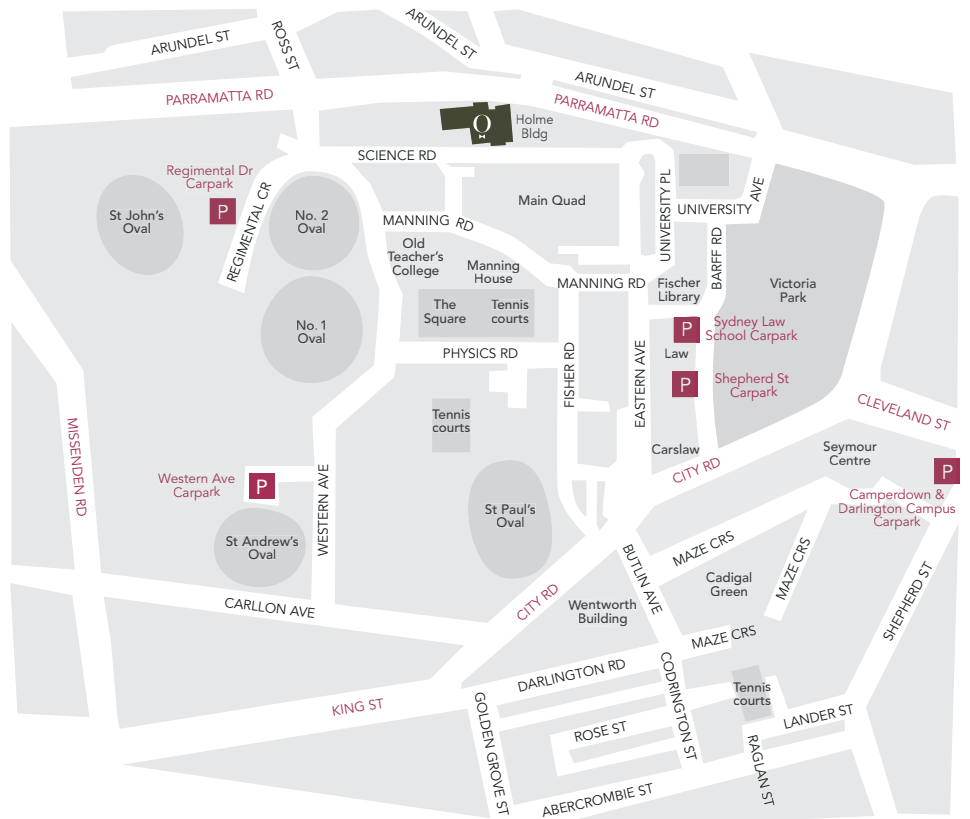 ARUNDEL ST
ROSS ST
ARUNDEL ST
ARUNDEL ST
PARRAMATTA RD
PARRAMATTA RD
Holme
Bldg
SCIENCE RD
Regimental Dr
Carpark
P
St John's
Oval
REGIMENTAL CR
No. 2
Oval
MANNING RD
Main Quad
UNIVERSITY PL
UNIVERSITY
AVE
BARFF RD
Old
Teacher's
College
Manning
House
MANNING RD
Fischer
Library
Victoria
Park
The
Square
Tennis
courts
No. 1
Oval
P
Sydney Law
School Carpark
PHYSICS RD
FISHER RD
EASTERN AVE
Law
P
Shepherd St
Carpark
CLEVELAND ST
Tennis
courts
MISSENDEN RD
Carslaw
CITY RD
Seymour
Centre
P
Camperdown &
Darlington Campus
Carpark
Western Ave
Carpark
P
WESTERN AVE
St Paul's
Oval
St Andrew's
Oval
BUTLIN AVE
MAZE CRS
Cadigal
Green
MAZE CRS
SHEPHERD ST
CARLLON AVE
CITY RD
Wentworth
Building
MAZE CRS
DARLINGTON RD
CODRINGTON ST
Tennis
courts
KING ST
GOLDEN GROVE ST
ROSE ST
LANDER ST
RAGLAN ST
ABERCROMBIE ST